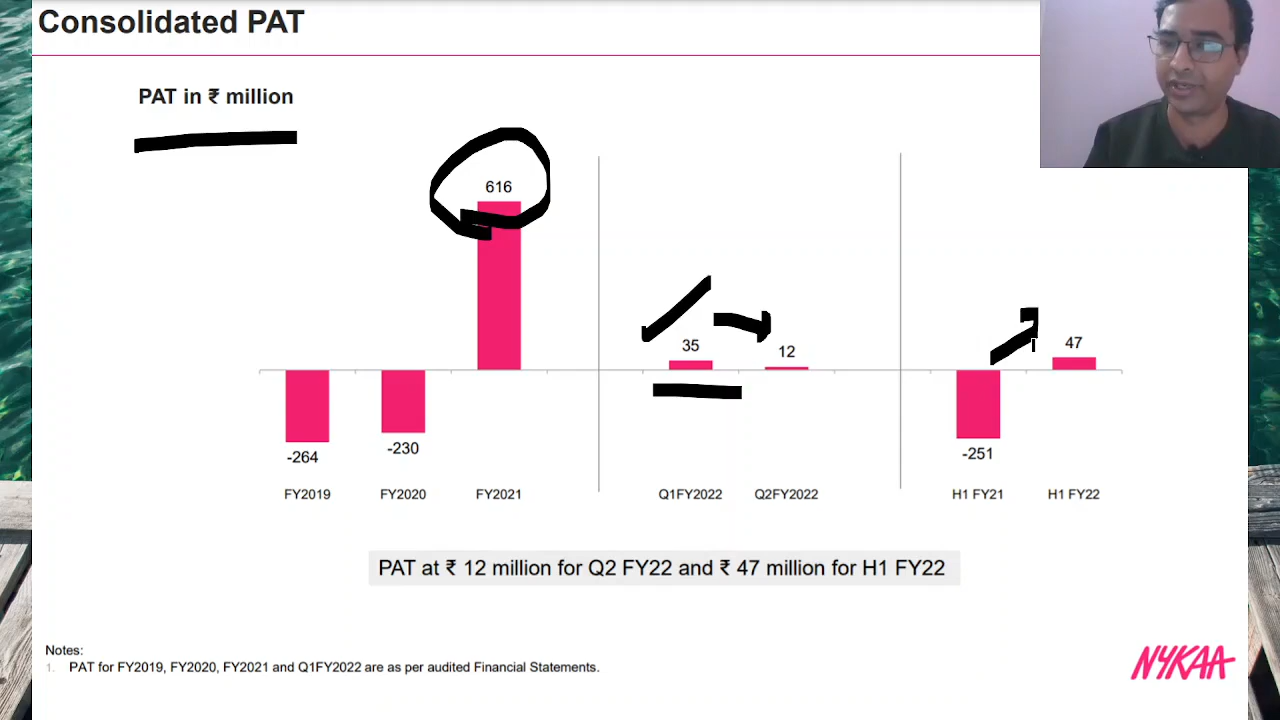 Consolidated PAT
PAT in ₹ million
616
35
12
47
-264
-230
-251
FY2019 FY2020 FY2021 Q1FY2022 Q2FY2022 H1 FY21 H1 FY22
PAT at ₹ 12 million for Q2 FY22 and ₹ 47 million for H1 FY22
Notes:
1. PAT for FY2019, FY2020, FY2021 and Q1FY2022 are as per audited Financial Statements.
NYKAA